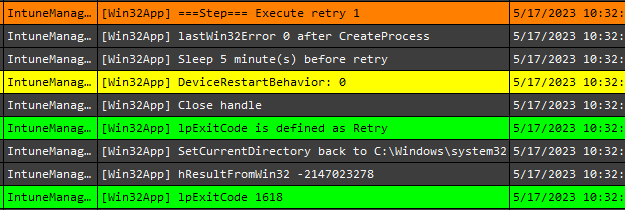 IntuneManag... [Win32App] ===Step=== Execute retry 1 5/17/2023 10:32:
IntuneManag... [Win32App] lastWin32Error 0 after CreateProcess 5/17/2023 10:32:
IntuneManag... [Win32App] Sleep 5 minute(s) before retry 5/17/2023 10:32:
IntuneManag... [Win32App] DeviceRestartBehavior: 0 5/17/2023 10:32:
IntuneManag... [Win32App] Close handle 5/17/2023 10:32:
IntuneManag... [Win32App] lpExitCode is defined as Retry 5/17/2023 10:32:
IntuneManag... [Win32App] SetCurrentDirectory back to C:\Windows\system32 5/17/2023 10:32:
IntuneManag... [Win32App] hResultFromWin32 -2147023278 5/17/2023 10:32:
IntuneManag... [Win32App] lpExitCode 1618 5/17/2023 10:32: